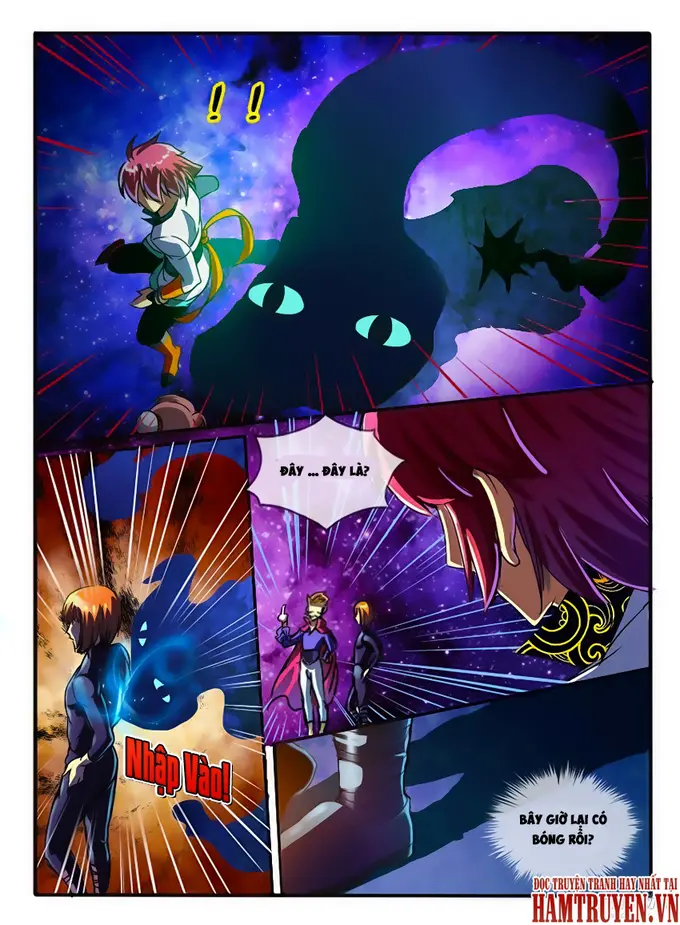 ! !
ĐÂY ... ĐÂY LÀ?
Nhập Vào!
BÂY GIỜ LẠI CÓ
BÓNG RỒI?
ĐỌC TRUYỆN TRANH HAY NHẤT TẠI
HAMTRUYEN.VN